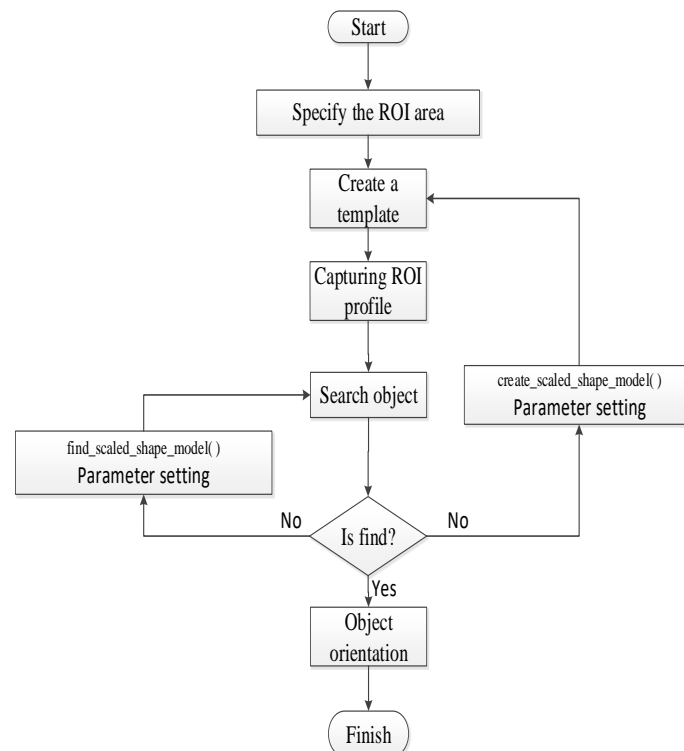 Start
Specify the ROI area
Create a
template
Capturing ROI
profile
Search object
create_scaled_shape_model( )
Parameter setting
find_scaled_shape_model( )
Parameter setting
No
Is find?
No
Yes
Object
orientation
Finish